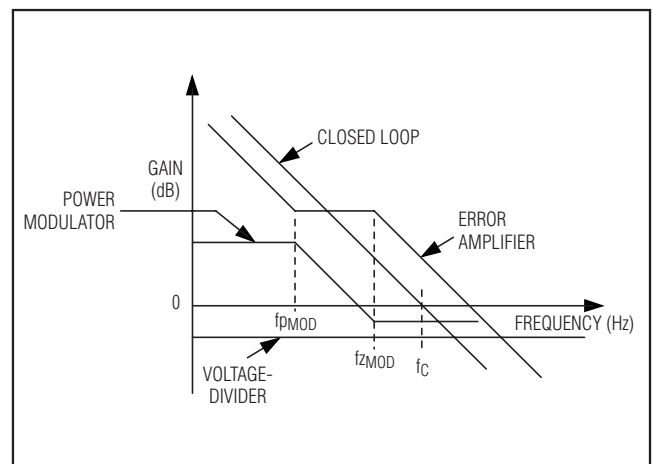 CLOSED LOOP
GAIN
(dB)
POWER
MODULATOR
ERROR
AMPLIFIER
0
fpMOD
FREQUENCY (Hz)
fzMOD
fC
VOLTAGE-
DIVIDER